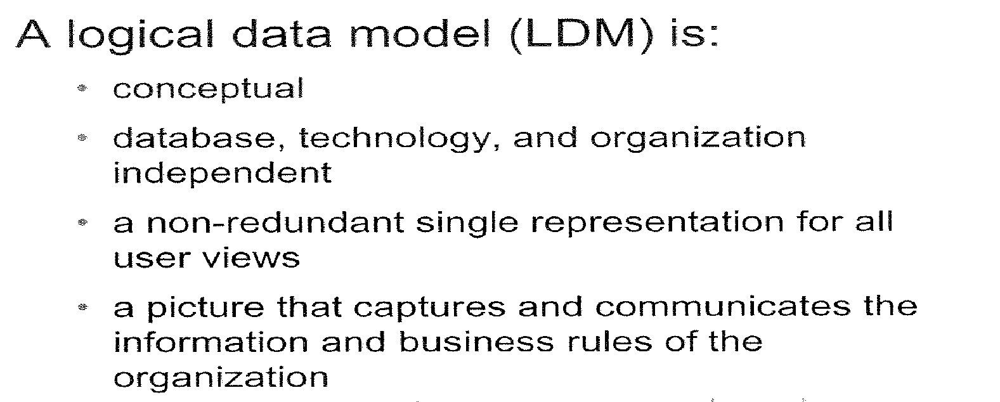 A logical data model (LDM) is:
• conceptual
• database, technology, and organization
independent
• a non-redundant single representation for all
user views
• a picture that captures and communicates the
information and business rules of the
organization